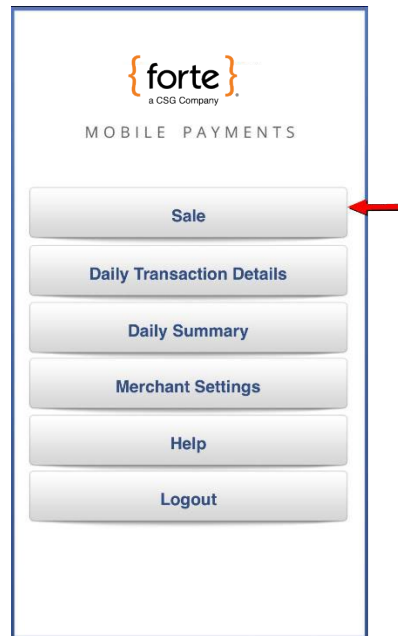 {forte}.
a CSG Company
MOBILE PAYMENTS
Sale
Daily Transaction Details
Daily Summary
Merchant Settings
Help
Logout